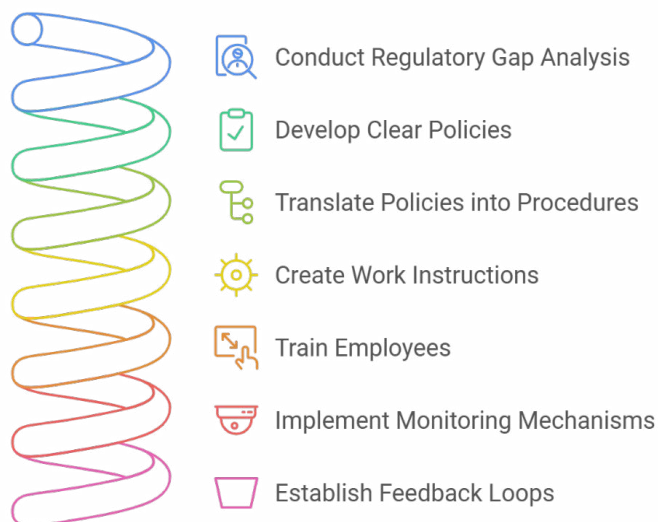 Conduct Regulatory Gap Analysis
Develop Clear Policies
Translate Policies into Procedures
Create Work Instructions
Train Employees
Implement Monitoring Mechanisms
Establish Feedback Loops